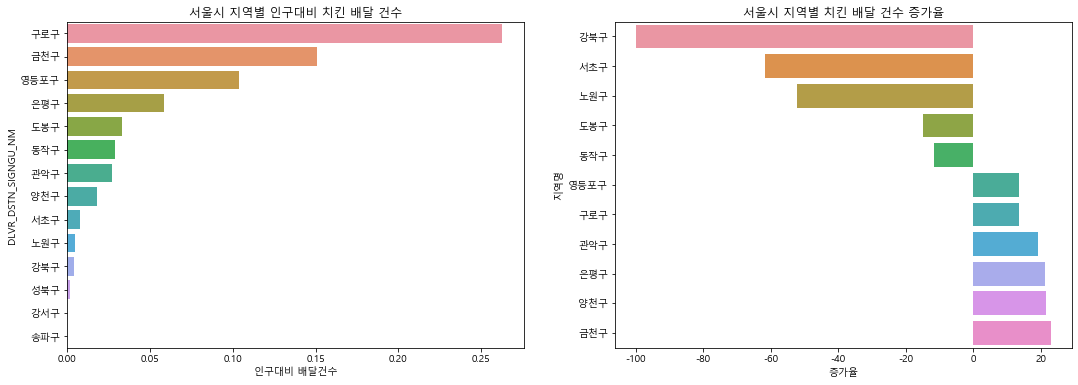 서울시 지역별 인구대비 치킨 배달 건수
DLVR_DSTN_SIGNGU_NM
구로구
금천구
영등포구
은평구
도봉구
동작구
관악구
양천구
서초구
노원구
강북구
성북구
강서구
송파구
0.00 0.05 0.10 0.15 0.20 0.25
인구대비 배달건수
서울시 지역별 치킨 배달 건수 증가율
지역명
강북구
서초구
노원구
도봉구
동작구
영등포구
구로구
관악구
은평구
양천구
금천구
-100 -80 -60 -40 -20 0 20
증가율